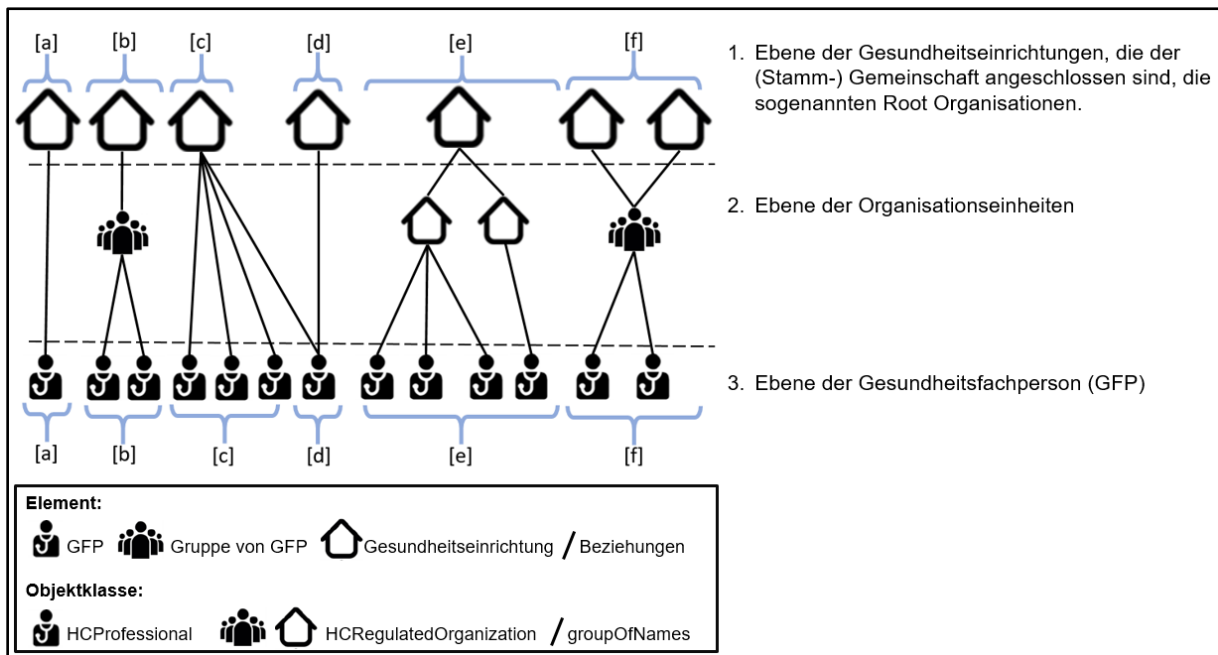 [a] [b] [c] [d] [e] [f]
1. Ebene der Gesundheitseinrichtungen, die der
(Stamm-) Gemeinschaft angeschlossen sind, die
sogenannten Root Organisationen.
2. Ebene der Organisationseinheiten
3. Ebene der Gesundheitsfachperson (GFP)
[a] [b] [c] [d] [e] [f]
Element:
GFP Gruppe von GFP Gesundheitseinrichtung Beziehungen
Objektklasse:
HCProfessional HCRegulatedOrganization groupOfNames